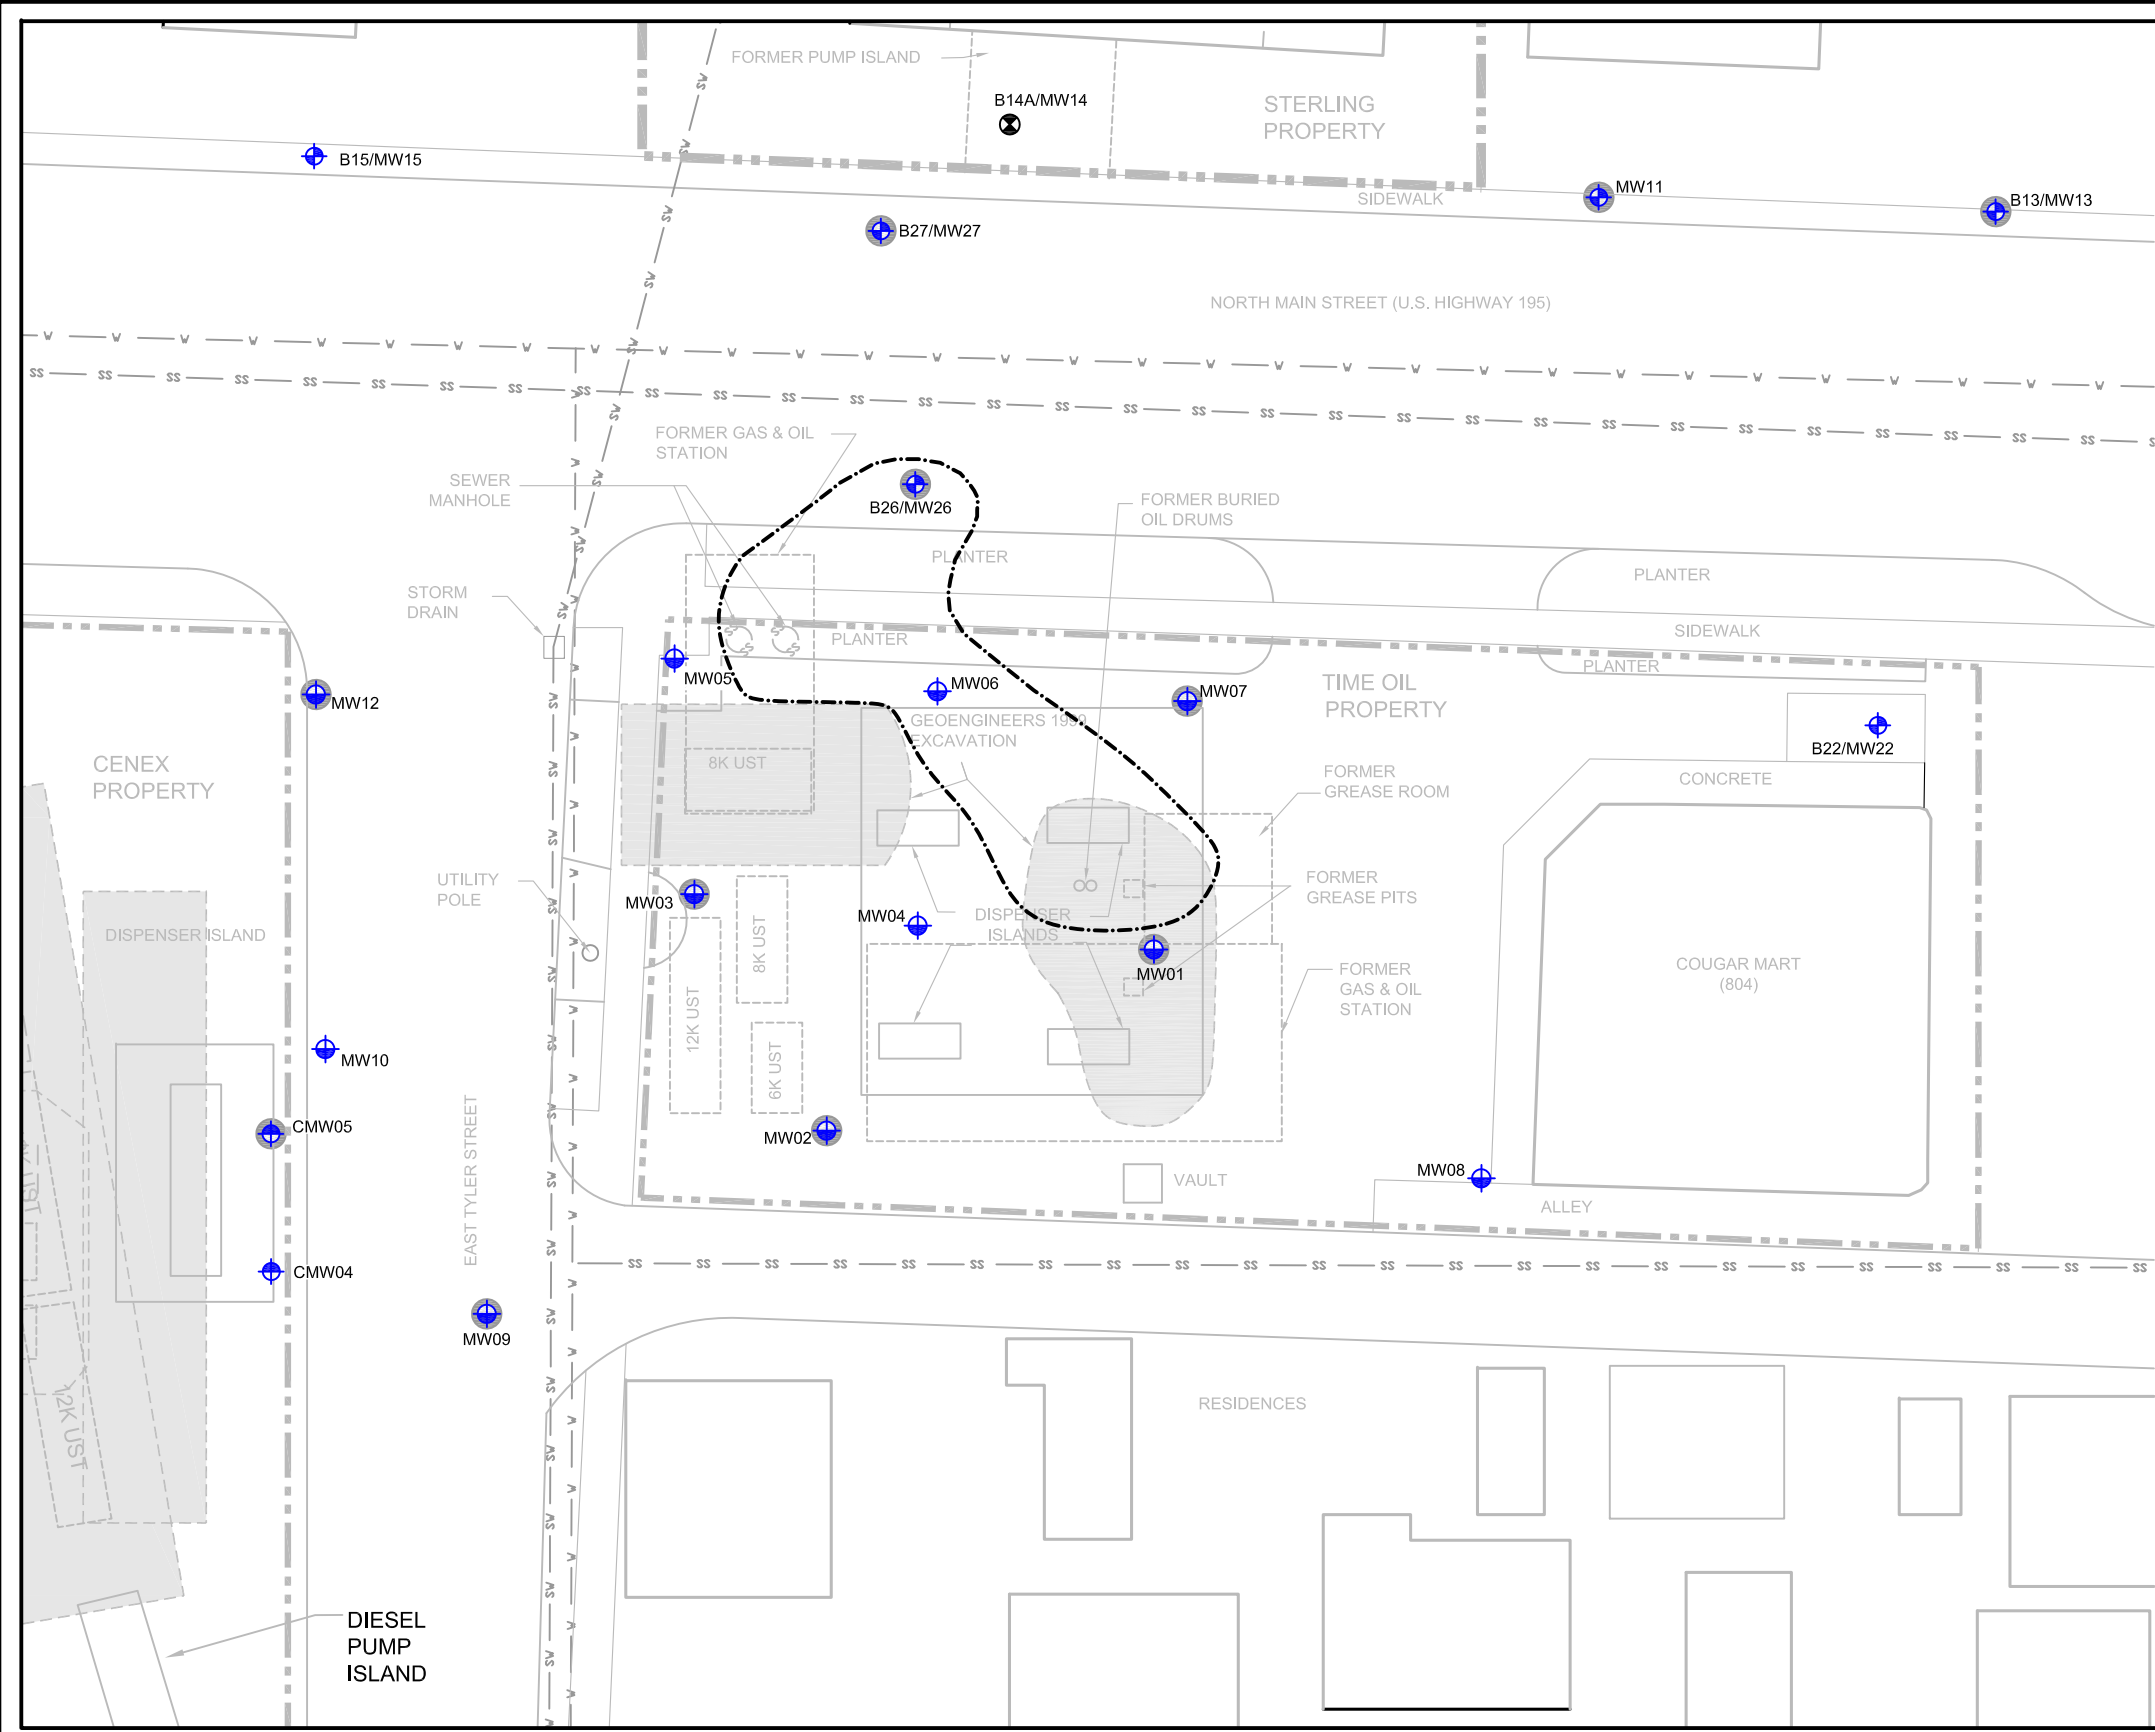 FORMER PUMP ISLAND
B14A/MW14
STERLING
PROPERTY
B15/MW15
MW11
SIDEWALK
B13/MW13
B27/MW27
NORTH MAIN STREET (U.S. HIGHWAY 195)
FORMER GAS & OIL
STATION
SEWER
MANHOLE
B26/MW26
FORMER BURIED
OIL DRUMS
PLANTER
PLANTER
STORM
DRAIN
SIDEWALK
PLANTER
PLANTER
MW05
MW06
MW07
TIME OIL
PROPERTY
MW12
GEOENGINEERS 1999
EXCAVATION
B22/MW22
CENEX
PROPERTY
8K UST
FORMER
GREASE ROOM
CONCRETE
UTILITY
POLE
FORMER
GREASE PITS
MW03
MW04
DISPENSER
ISLANDS
DISPENSER ISLAND
8K UST
MW01
COUGAR MART
(804)
FORMER
GAS & OIL
STATION
12K UST
MW10
6K UST
CMW05
MW02
EAST TYLER STREET
VAULT
MW08
ALLEY
CMW04
MW09
RESIDENCES
12K UST
DIESEL
PUMP
ISLAND